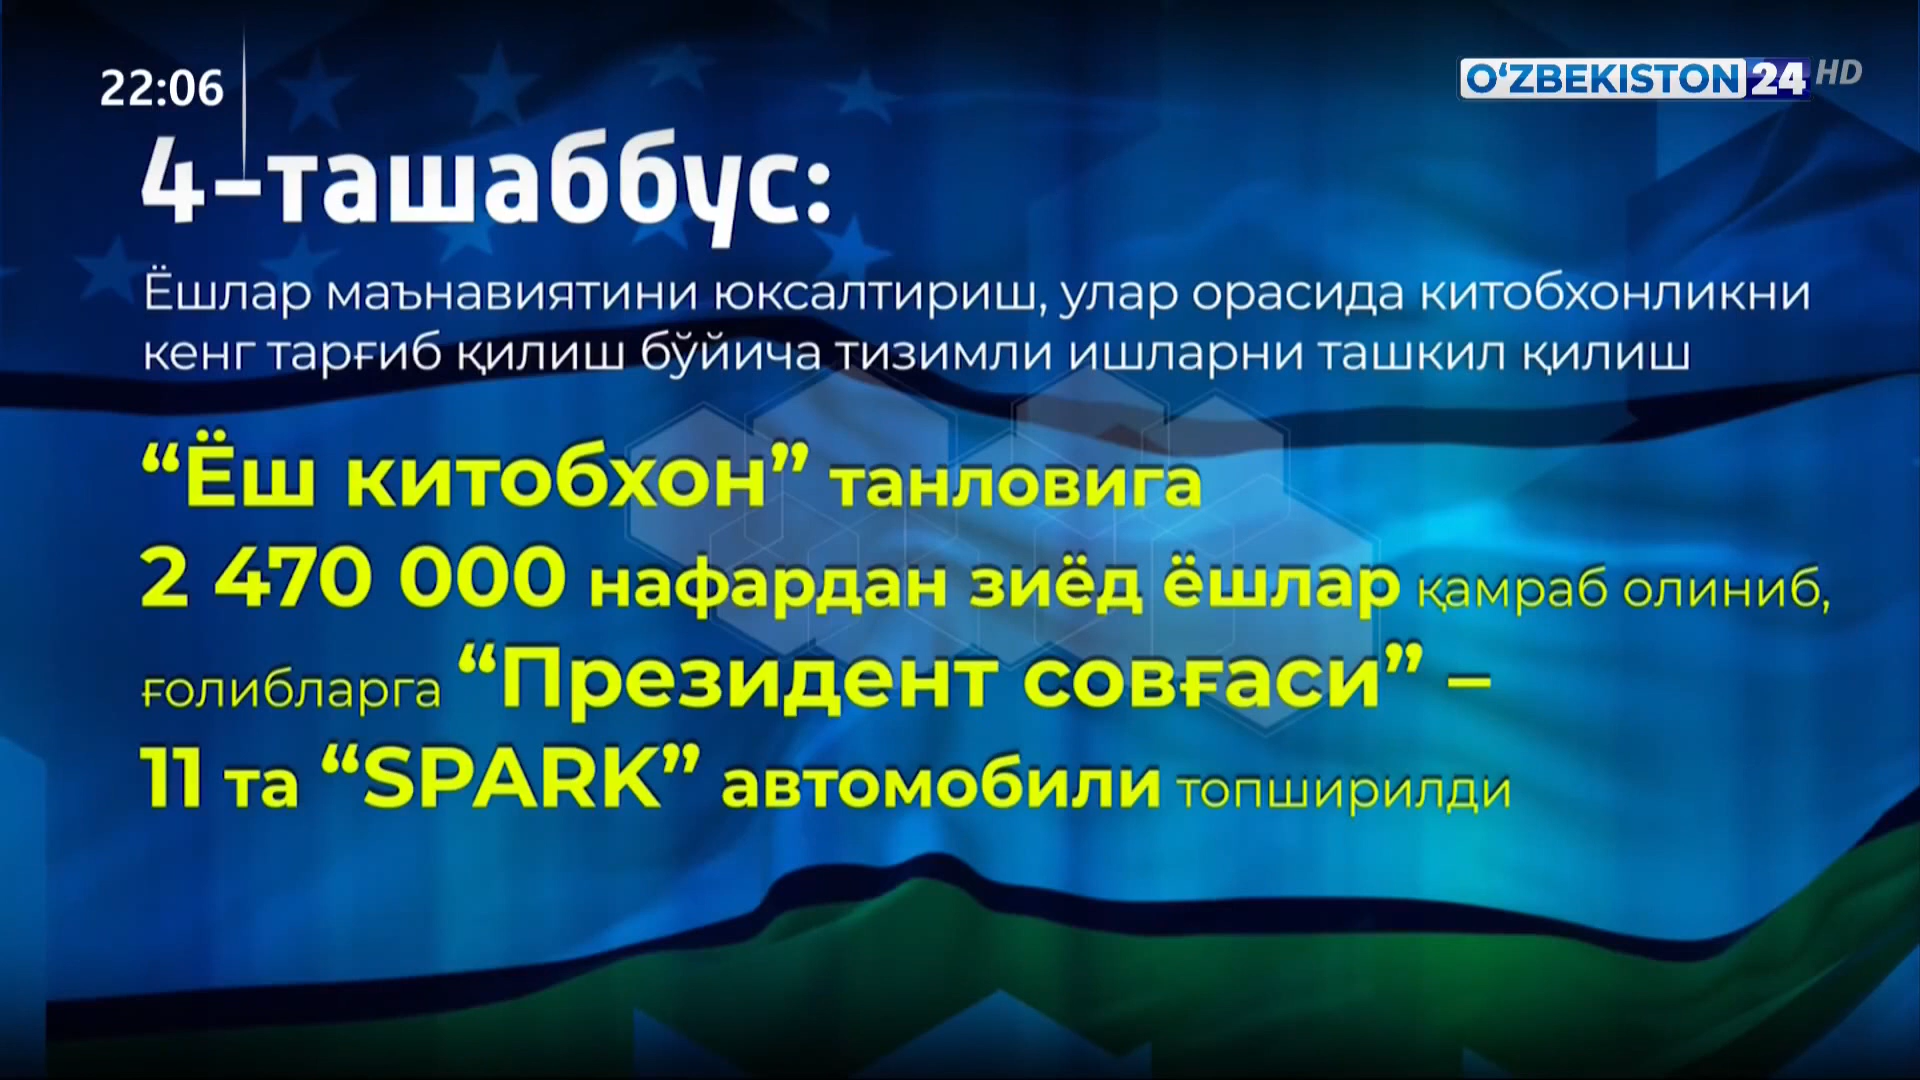 22:06
O‘ZBEKISTON 24 HD
4-ташаббус:
Ёшлар маънавиятини юксалтириш, улар орасида китобхонликни
кенг тарғиб қилиш бўйича тизимли ишларни ташкил қилиш
“Ёш китобхон” танловига
2 470 000 нафардан зиёд ёшлар қамраб олиниб,
ғолибларга “Президент совғаси” –
11 та “SPARK” автомобили топширилди